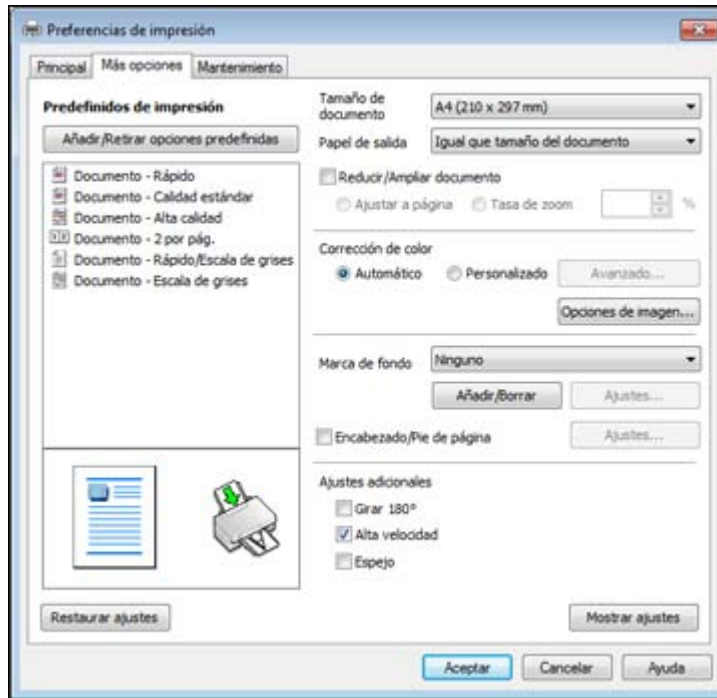 Preferencias de impresión
Principal
Más opciones
Mantenimiento
Predefinidos de impresión
Añadir/Retirar opciones predefinidas
Documento - Rápido
Documento - Calidad estándar
Documento - Alta calidad
Documento - 2 por pág.
Documento - Rápido/Escala de grises
Documento - Escala de grises
Restaurar ajustes
Tamaño de
documento
A4 (210 x 297 mm)
Papel de salida
Igual que tamaño del documento
Reducir/Ampliar documento
Ajustar a página
Tasa de zoom
%
Corrección de color
Automático
Personalizado
Avanzado...
Opciones de imagen...
Marca de fondo
Ninguno
Añadir/Borrar
Ajustes...
Encabezado/Pie de página
Ajustes...
Ajustes adicionales
Girar 180°
Alta velocidad
Espejo
Mostrar ajustes
Aceptar
Cancelar
Ayuda